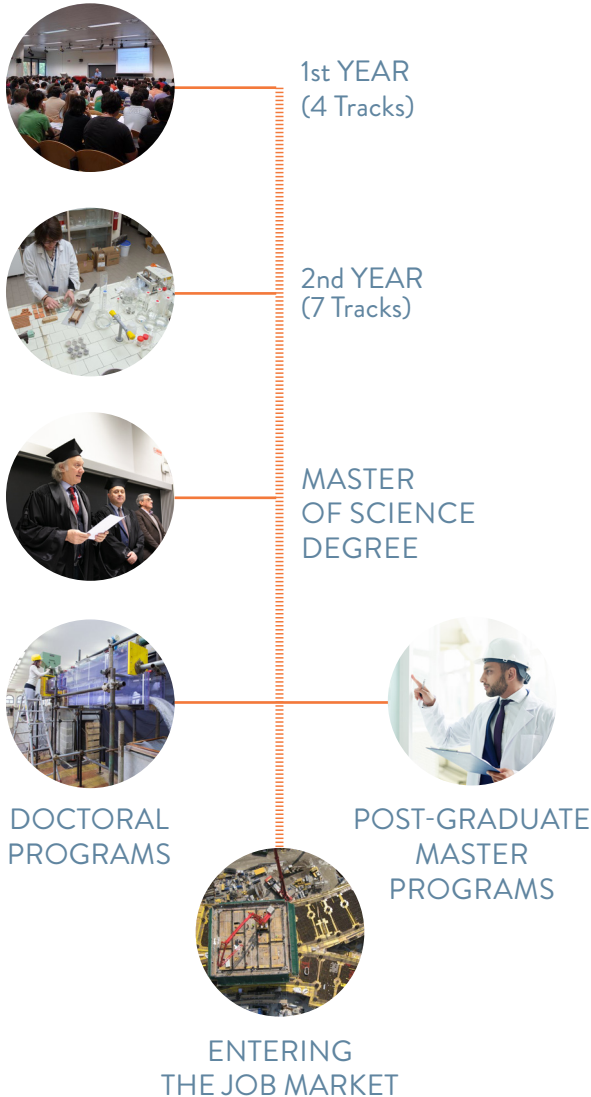 1st YEAR
(4 Tracks)
2nd YEAR
(7 Tracks)
MASTER
OF SCIENCE
DEGREE
DOCTORAL
PROGRAMS
POST-GRADUATE
MASTER
PROGRAMS
ENTERING
THE JOB MARKET